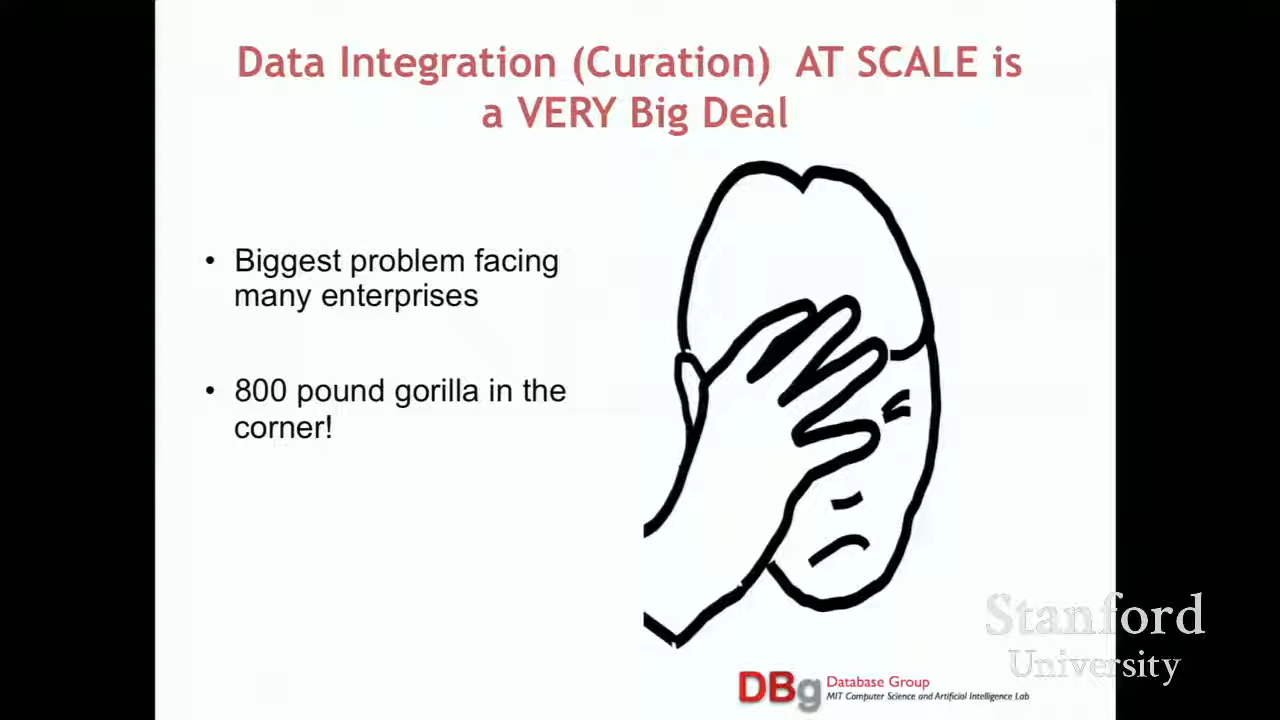 Data Integration (Curation) AT SCALE is
a VERY Big Deal
• Biggest problem facing
many enterprises
• 800 pound gorilla in the
corner!
Stanford
University
DBg Database Group
MIT Computer Science and Artificial Intelligence Lab